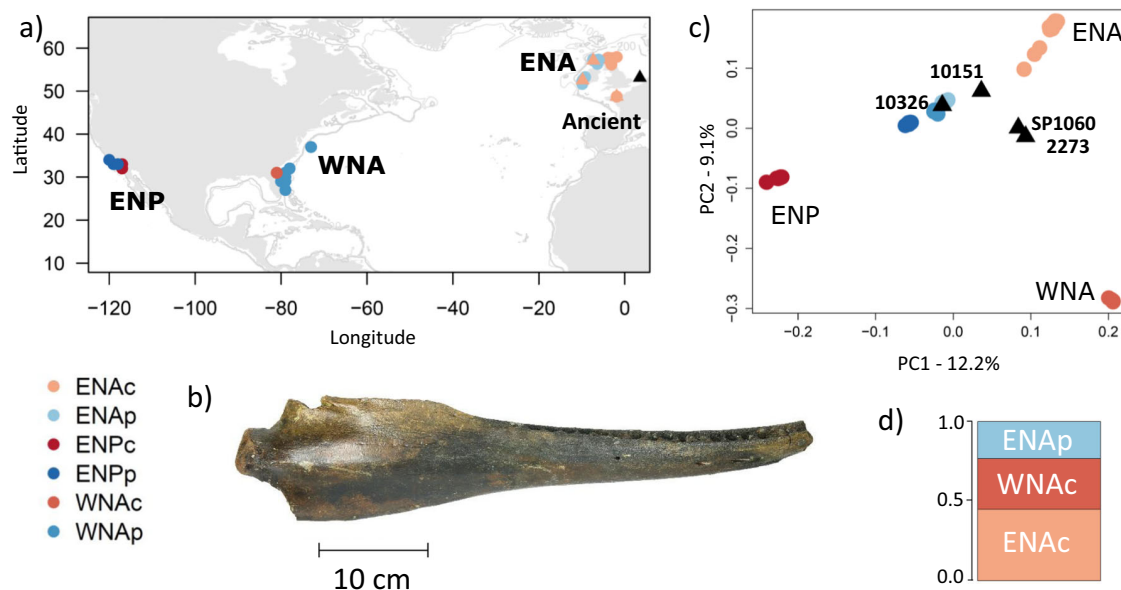 a)
Latitude
60
50
40
30
20
10
ENA
200
Ancient
WNA
ENP
−120
−100
−80
−60
−40
−20
0
Longitude
c)
PC2 - 9.1%
0.1
0.0
−0.1
−0.2
−0.3
ENA
10151
10326
SP1060
2273
ENP
WNA
−0.2
−0.1
0.0
0.1
0.2
PC1 - 12.2%
ENAc
ENAp
ENPc
ENPp
WNAc
WNAp
b)
10 cm
d)
1.0
0.5
0.0
ENAp
WNAc
ENAc